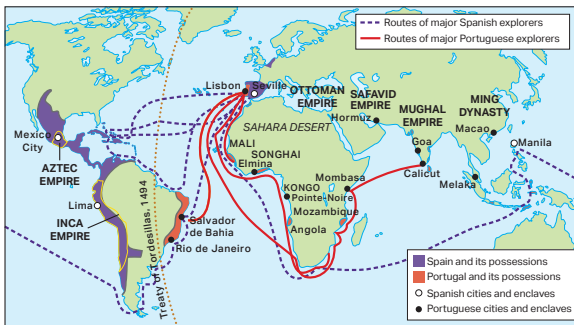 Routes of major Spanish explorers
Routes of major Portuguese explorers
Lisbon
Seville
OTTOMAN
EMPIRE
SAFAVID
EMPIRE
Hormuz
MUGHAL
EMPIRE
MING
DYNASTY
Macao
Manila
Goa
Calicut
Melaka
SAHARA DESERT
MALI
SONGHAI
Elmina
KONGO
Pointe-Noire
Mombasa
Mozambique
Angola
Mexico
City
AZTEC
EMPIRE
Lima
INCA
EMPIRE
Salvador
de Bahia
Rio de Janeiro
Treaty of Tordesillas, 1494
Spain and its possessions
Portugal and its possessions
Spanish cities and enclaves
Portuguese cities and enclaves